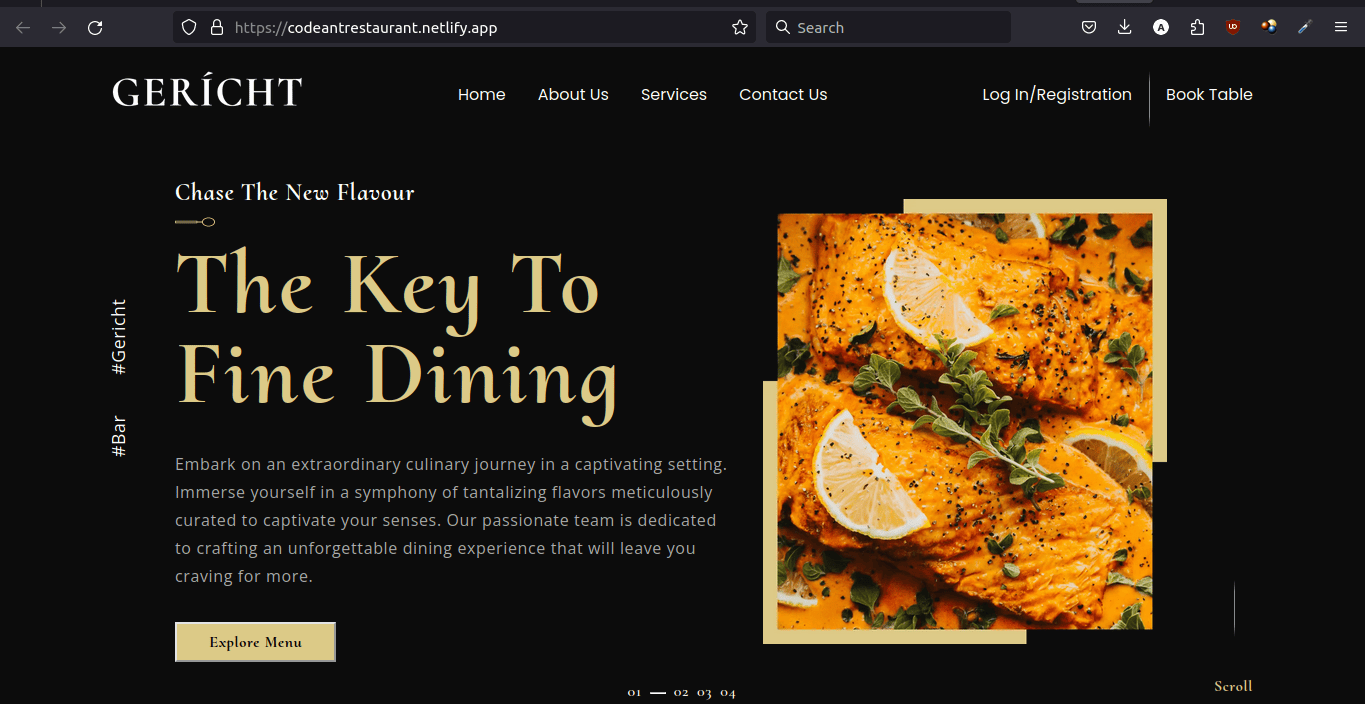 https://codeantrestaurant.netlify.app
Search
GERÍCHT
Home
About Us
Services
Contact Us
Log In/Registration
Book Table
Chase The New Flavour
The Key To
Fine Dining
#Gericht
#Bar
Embark on an extraordinary culinary journey in a captivating setting.
Immerse yourself in a symphony of tantalizing flavors meticulously
curated to captivate your senses. Our passionate team is dedicated
to crafting an unforgettable dining experience that will leave you
craving for more.
Explore Menu
01 02 03 04
Scroll